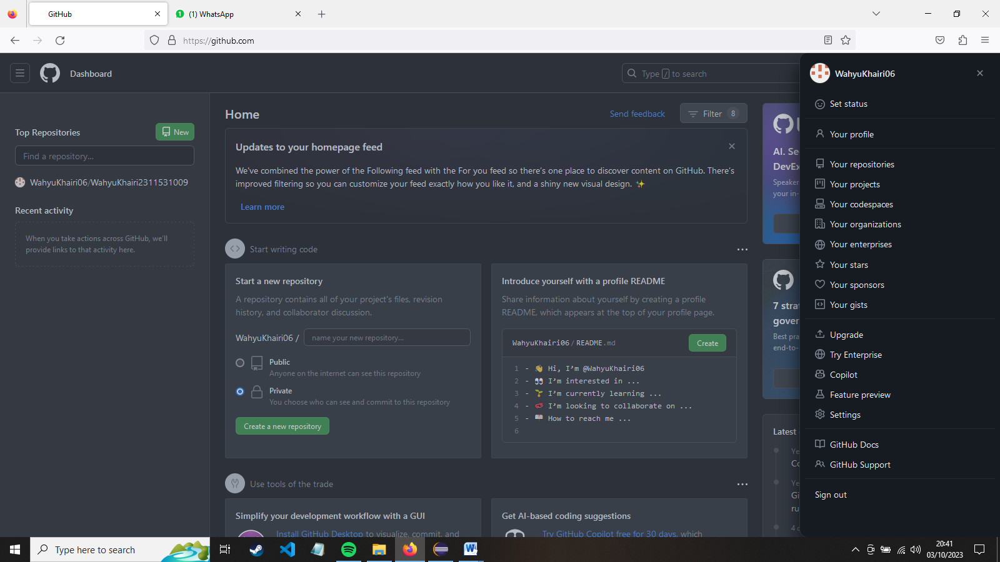 GitHub
(1) WhatsApp
https://github.com
Dashboard
Type / to search
WahyuKhairi06
Set status
Your profile
Your repositories
Your projects
Your codespaces
Your organizations
Your enterprises
Your stars
Your sponsors
Your gists
Upgrade
Try Enterprise
Copilot
Feature preview
Settings
GitHub Docs
GitHub Support
Sign out
Top Repositories
New
Find a repository...
WahyuKhairi06/WahyuKhairi2311531009
Recent activity
When you take actions across GitHub, we'll
provide links to that activity here.
Home
Send feedback
Filter 8
Updates to your homepage feed
We've combined the power of the Following feed with the For you feed so there's one place to discover content on GitHub. There's
improved filtering so you can customize your feed exactly how you like it, and a shiny new visual design. ✨
Learn more
Start writing code
Start a new repository
A repository contains all of your project's files, revision
history, and collaborator discussion.
WahyuKhairi06 /
name your new repository...
Public
Anyone on the internet can see this repository
Private
You choose who can see and commit to this repository
Create a new repository
Introduce yourself with a profile README
Share information about yourself by creating a profile
README, which appears at the top of your profile page.
WahyuKhairi06 / README.md
Create
1 - 👋 Hi, I'm @WahyuKhairi06
2 - 👀 I'm interested in ...
3 - 🌱 I'm currently learning ...
4 - 💞️ I'm looking to collaborate on ...
5 - 📫 How to reach me ...
6
Use tools of the trade
Simplify your development workflow with a GUI
Install GitHub Desktop to visualize, commit, and
Get AI-based coding suggestions
Try GitHub Copilot free for 30 days, which
AI. Se
DevEx
Speaker
your in-
7 stra
gover
Best pra
end-to-
Latest
Ye
Co
Ye
Gi
ru
4 d
Type here to search
20:41
03/10/2023